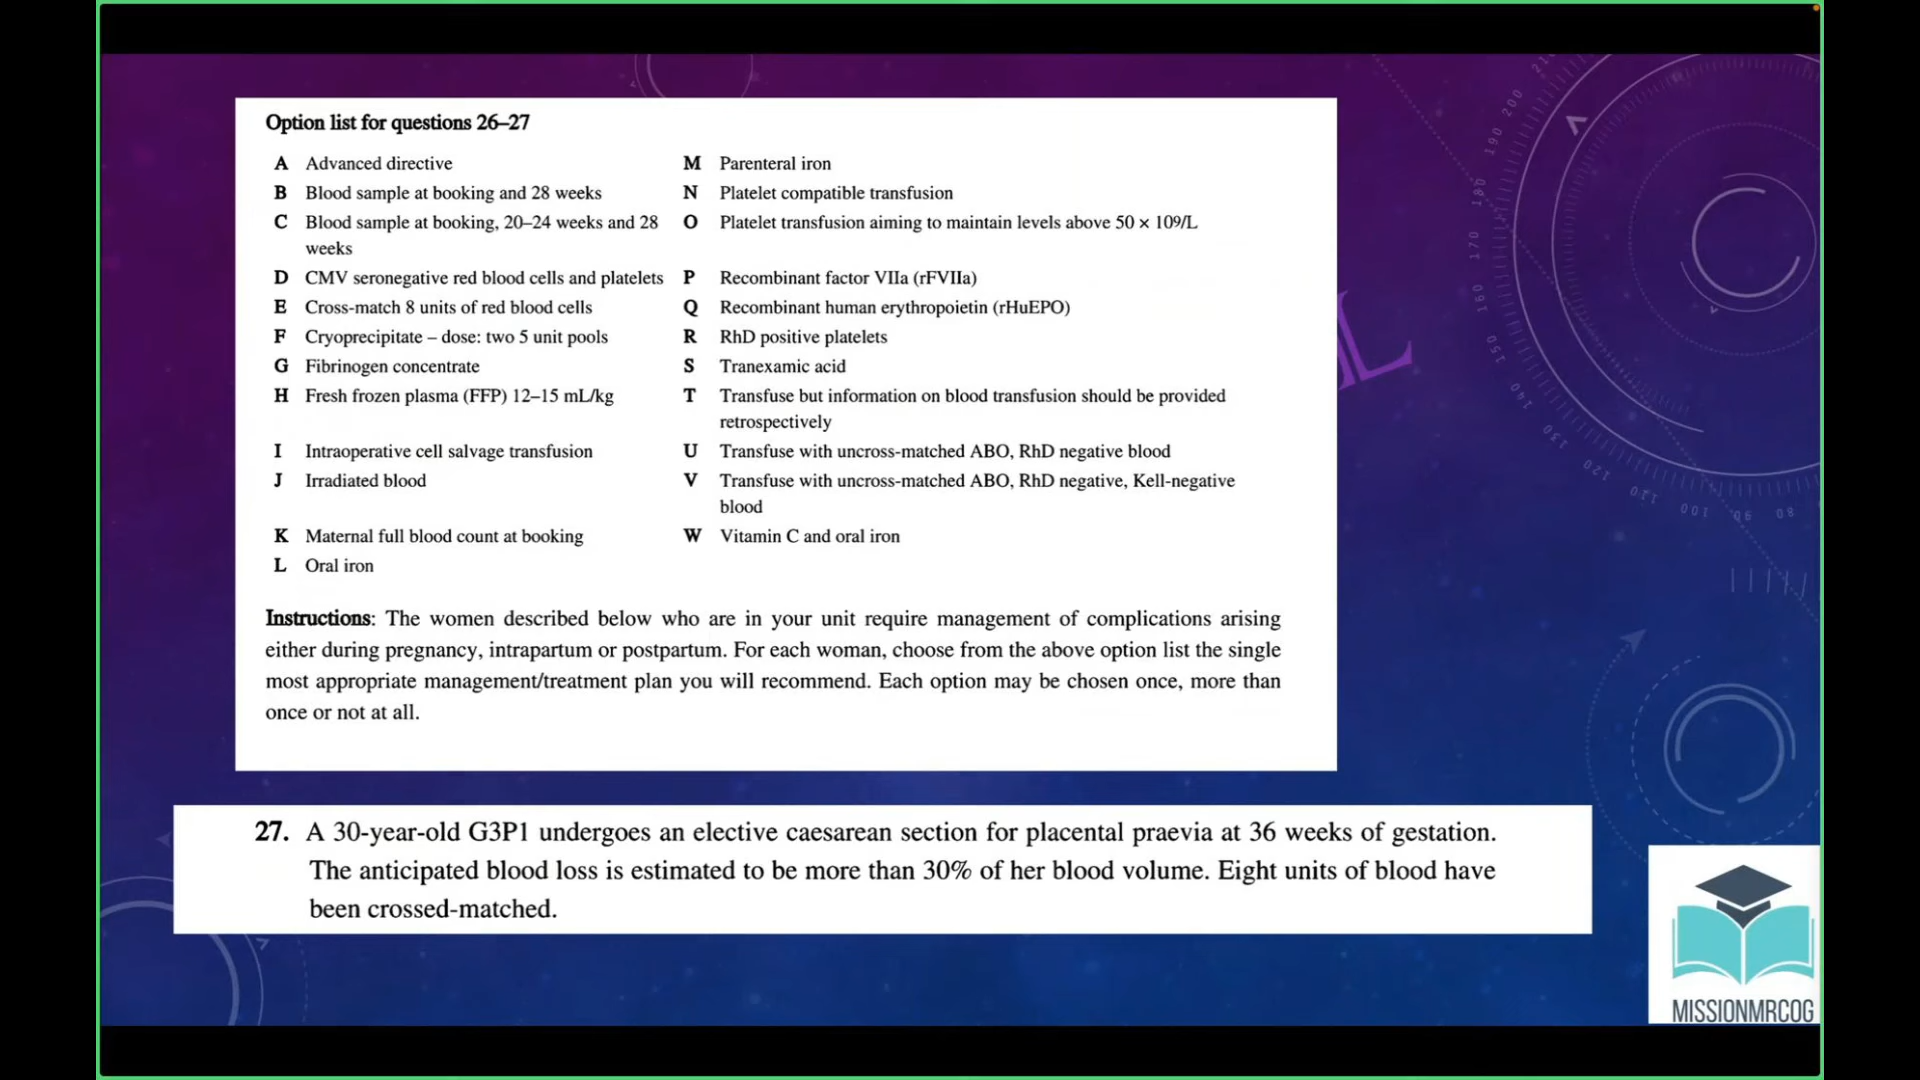 Option list for questions 26–27
A Advanced directive
B Blood sample at booking and 28 weeks
C Blood sample at booking, 20–24 weeks and 28
weeks
D CMV seronegative red blood cells and platelets
E Cross-match 8 units of red blood cells
F Cryoprecipitate – dose: two 5 unit pools
G Fibrinogen concentrate
H Fresh frozen plasma (FFP) 12–15 mL/kg
I Intraoperative cell salvage transfusion
J Irradiated blood
K Maternal full blood count at booking
L Oral iron
M Parenteral iron
N Platelet compatible transfusion
O Platelet transfusion aiming to maintain levels above 50 × 109/L
P Recombinant factor VIIa (rFVIIa)
Q Recombinant human erythropoietin (rHuEPO)
R RhD positive platelets
S Tranexamic acid
T Transfuse but information on blood transfusion should be provided
retrospectively
U Transfuse with uncross-matched ABO, RhD negative blood
V Transfuse with uncross-matched ABO, RhD negative, Kell-negative
blood
W Vitamin C and oral iron
Instructions: The women described below who are in your unit require management of complications arising
either during pregnancy, intrapartum or postpartum. For each woman, choose from the above option list the single
most appropriate management/treatment plan you will recommend. Each option may be chosen once, more than
once or not at all.
27. A 30-year-old G3P1 undergoes an elective caesarean section for placental praevia at 36 weeks of gestation.
The anticipated blood loss is estimated to be more than 30% of her blood volume. Eight units of blood have
been crossed-matched.
MISSIONMRCOG